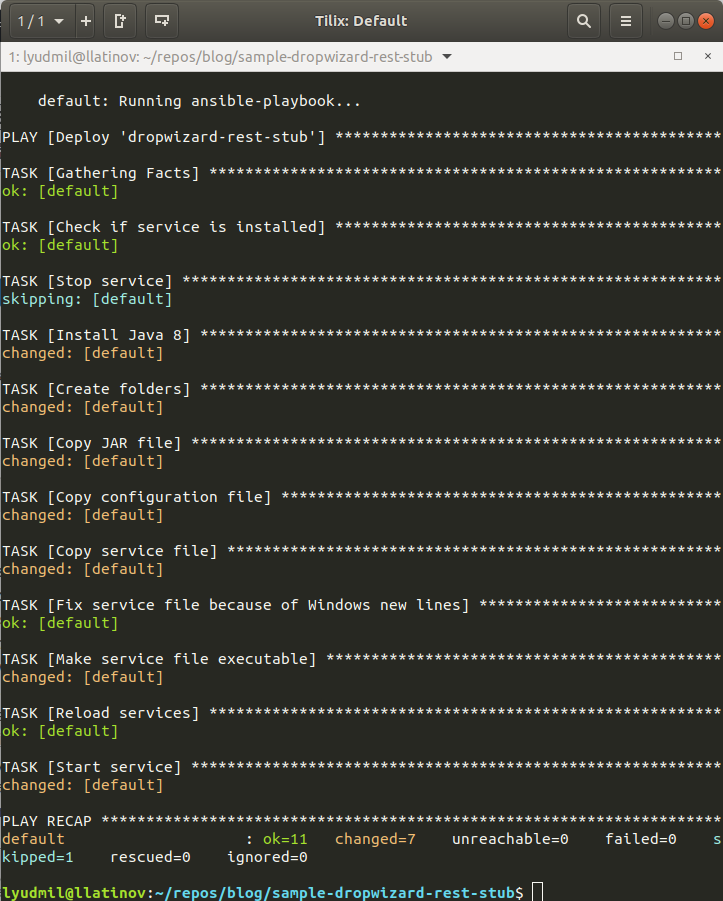 1 / 1
Tilix: Default
1: lyudmil@llatinov: ~/repos/blog/sample-dropwizard-rest-stub
default: Running ansible-playbook...
PLAY [Deploy 'dropwizard-rest-stub'] *******************************************
TASK [Gathering Facts] *********************************************************
ok: [default]
TASK [Check if service is installed] *******************************************
ok: [default]
TASK [Stop service] ************************************************************
skipping: [default]
TASK [Install Java 8] **********************************************************
changed: [default]
TASK [Create folders] **********************************************************
changed: [default]
TASK [Copy JAR file] ***********************************************************
changed: [default]
TASK [Copy configuration file] *************************************************
changed: [default]
TASK [Copy service file] *******************************************************
changed: [default]
TASK [Fix service file because of Windows new lines] ***************************
ok: [default]
TASK [Make service file executable] ********************************************
changed: [default]
TASK [Reload services] *********************************************************
ok: [default]
TASK [Start service] ***********************************************************
changed: [default]
PLAY RECAP *********************************************************************
default                    : ok=11   changed=7    unreachable=0    failed=0    s
kipped=1    rescued=0    ignored=0
lyudmil@llatinov:~/repos/blog/sample-dropwizard-rest-stub$